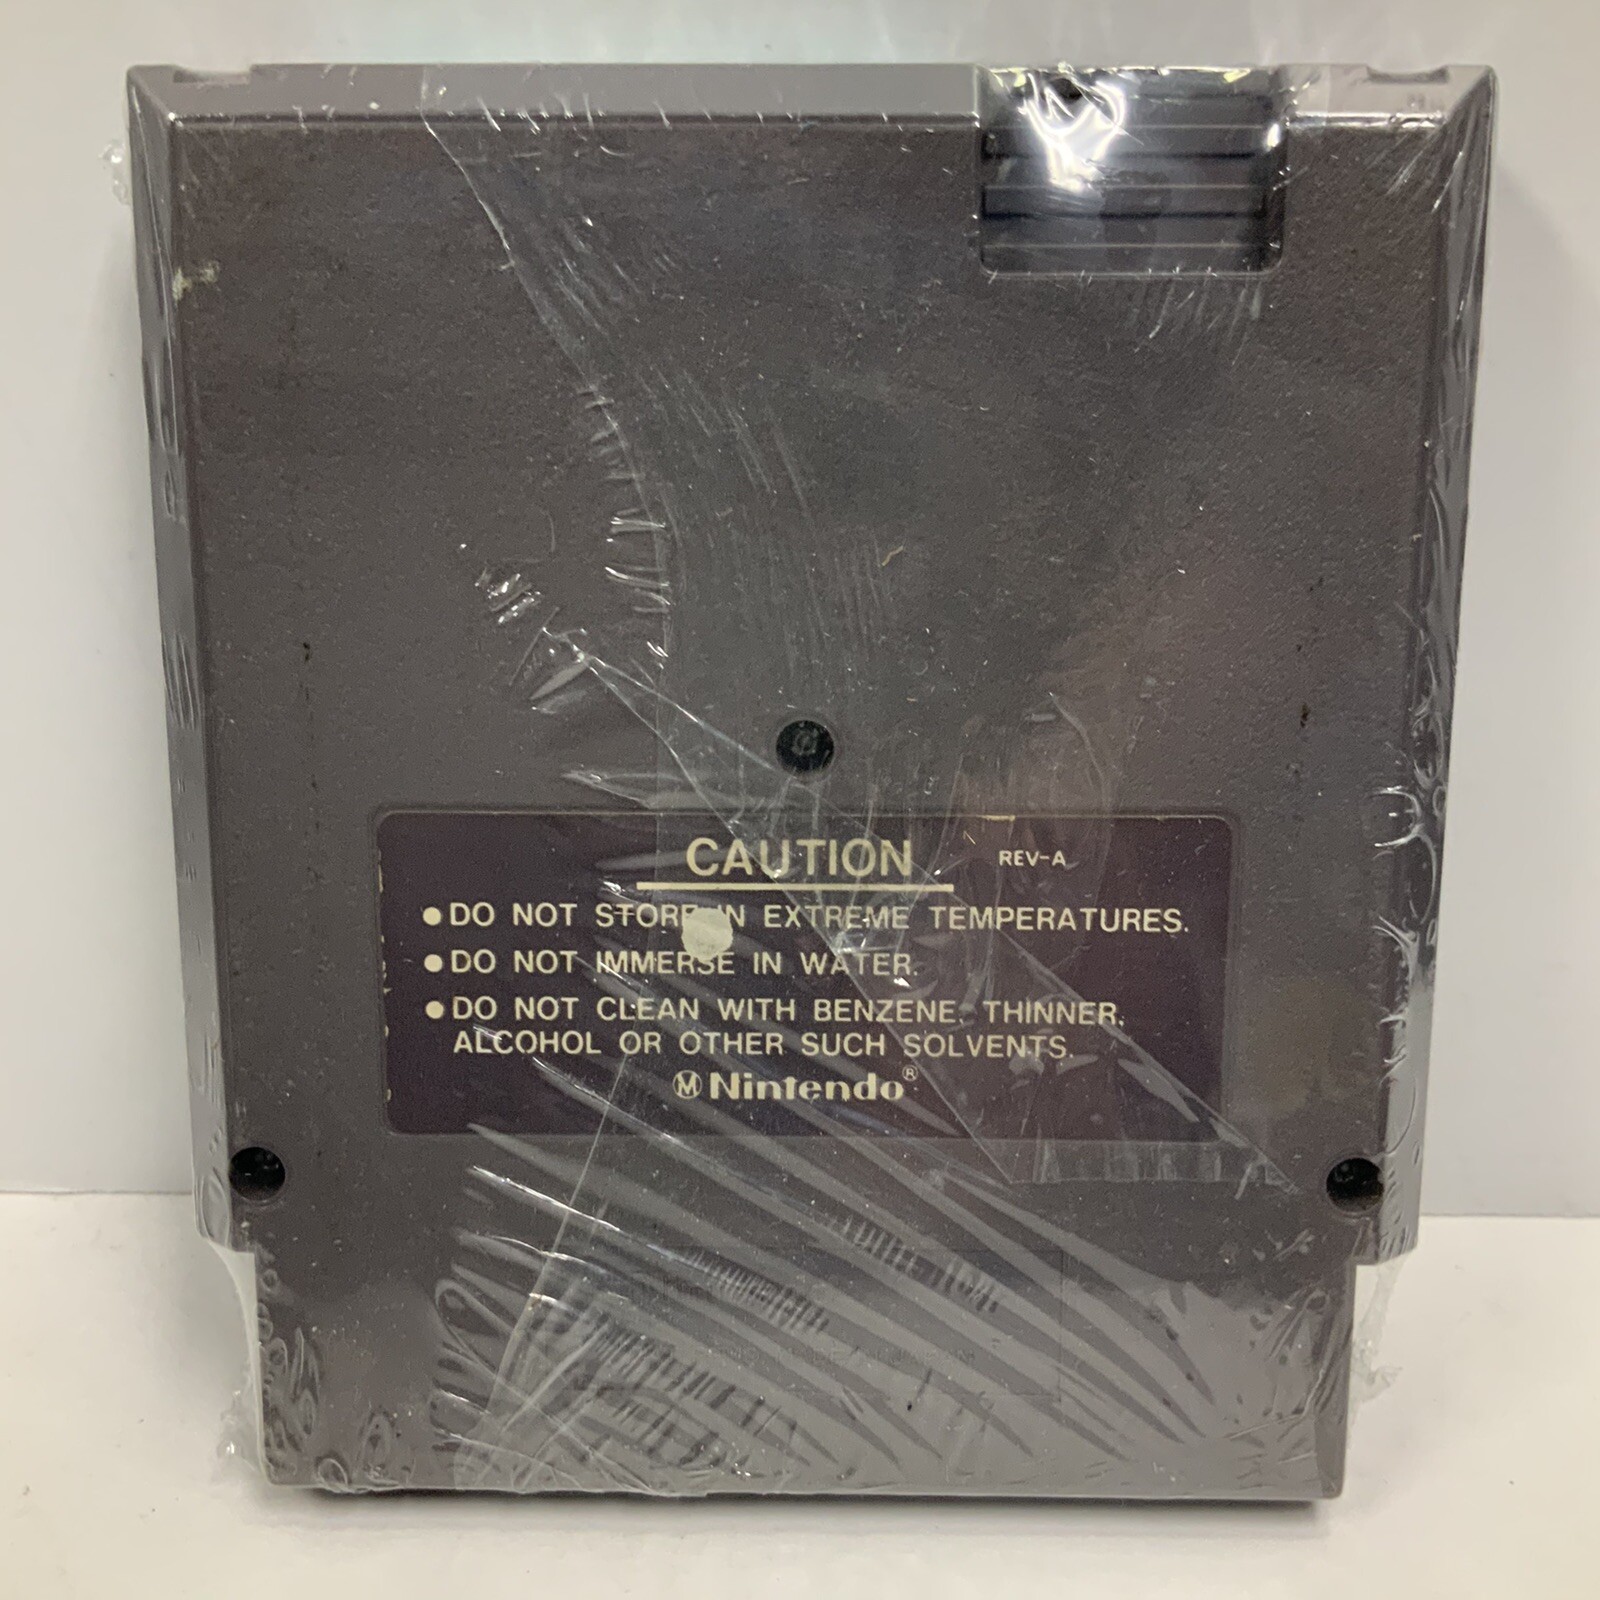 CAUTION REV-A
●DO NOT STORE IN EXTREME TEMPERATURES.
●DO NOT IMMERSE IN WATER.
●DO NOT CLEAN WITH BENZENE, THINNER,
ALCOHOL OR OTHER SUCH SOLVENTS.
Ⓜ Nintendo®